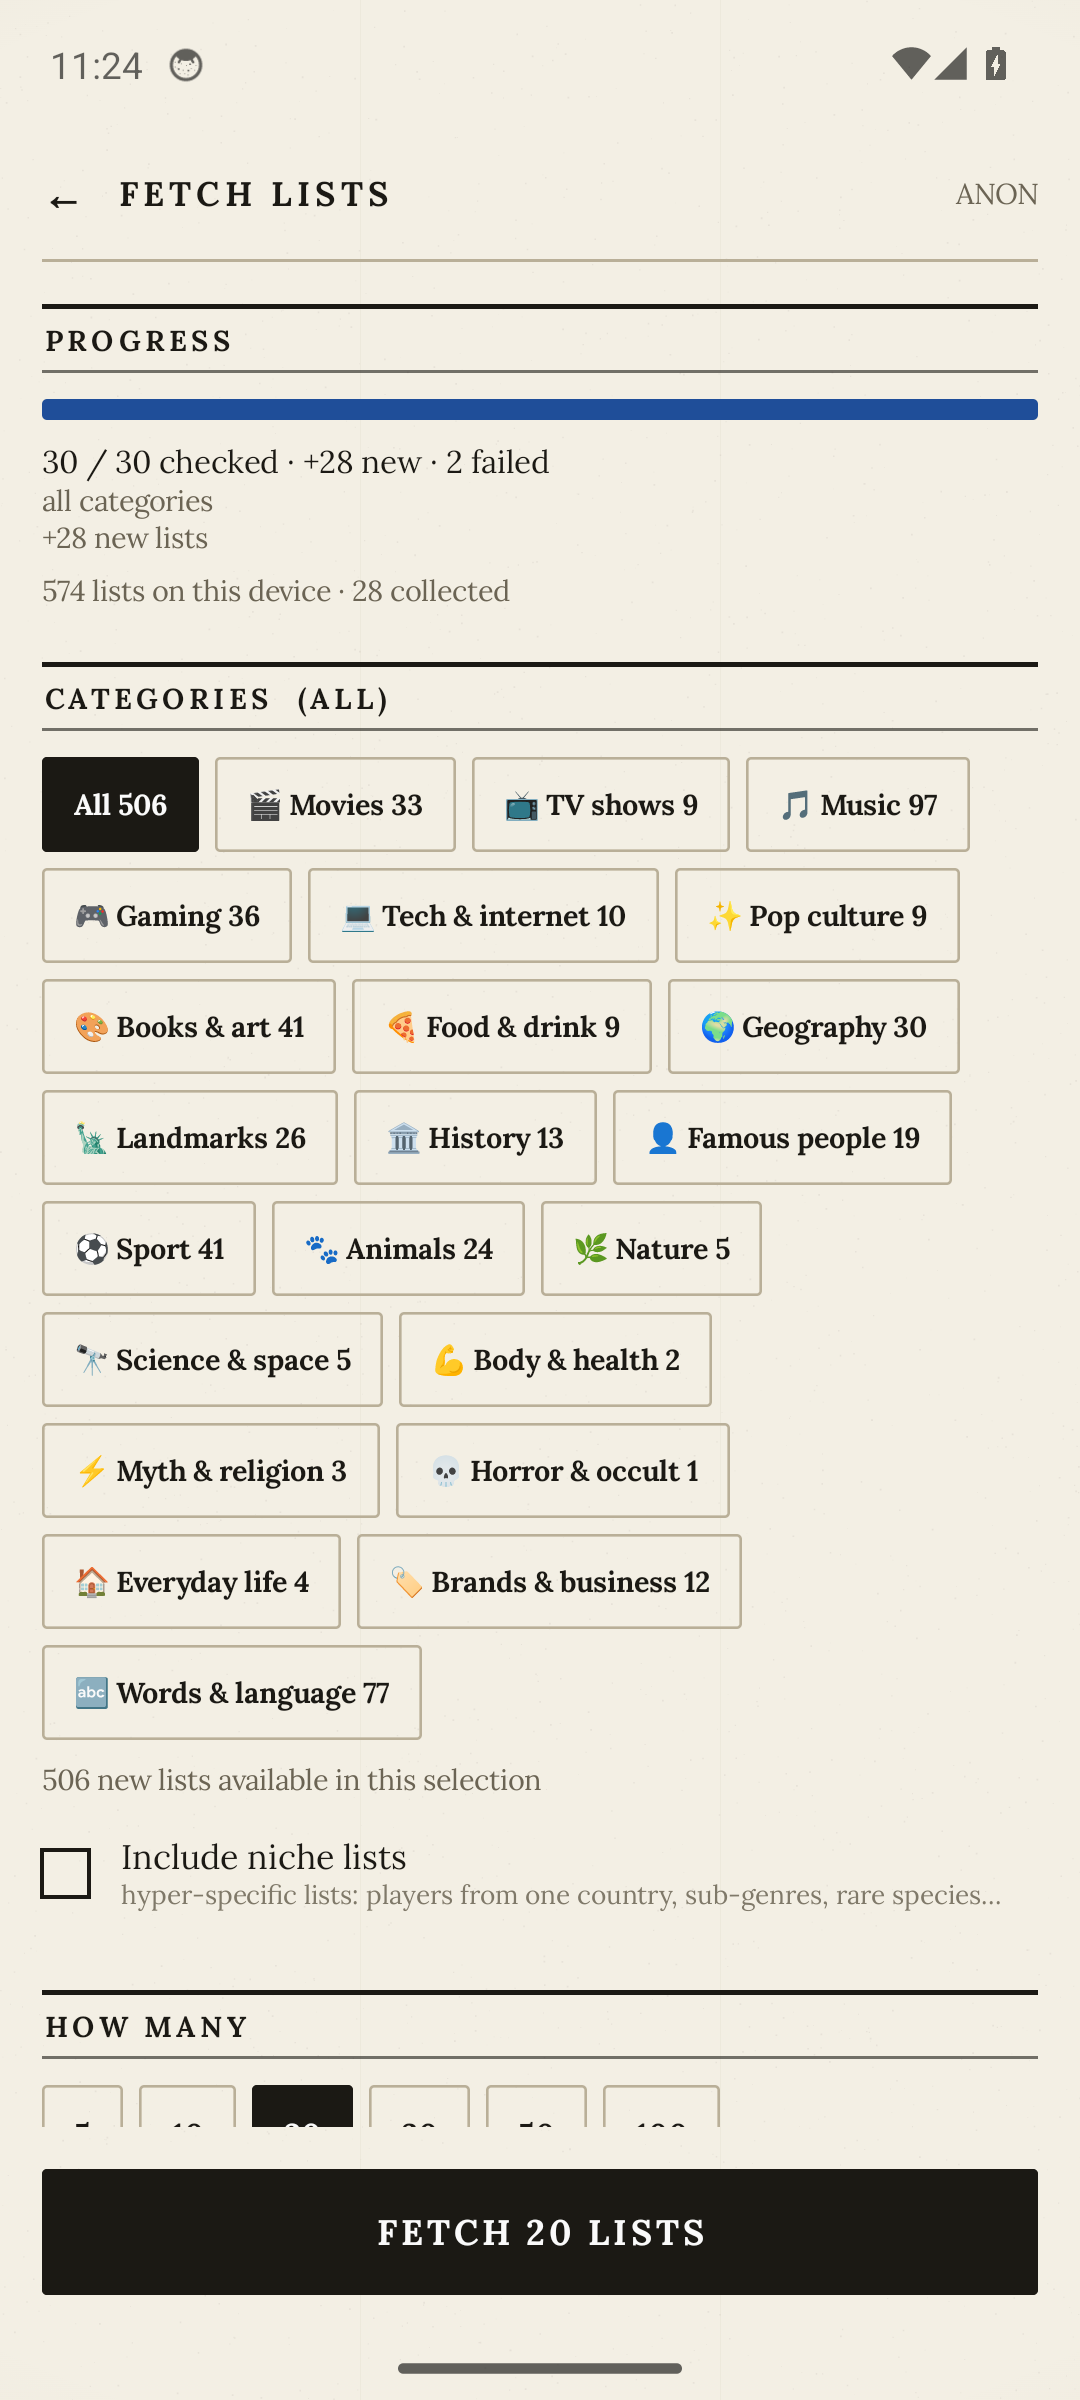 11:24
← FETCH LISTS ANON
PROGRESS
30 / 30 checked · +28 new · 2 failed
all categories
+28 new lists
574 lists on this device · 28 collected
CATEGORIES (ALL)
All 506 Movies 33 TV shows 9 Music 97
Gaming 36 Tech & internet 10 Pop culture 9
Books & art 41 Food & drink 9 Geography 30
Landmarks 26 History 13 Famous people 19
Sport 41 Animals 24 Nature 5
Science & space 5 Body & health 2
Myth & religion 3 Horror & occult 1
Everyday life 4 Brands & business 12
abc Words & language 77
506 new lists available in this selection
Include niche lists
hyper-specific lists: players from one country, sub-genres, rare species...
HOW MANY
FETCH 20 LISTS